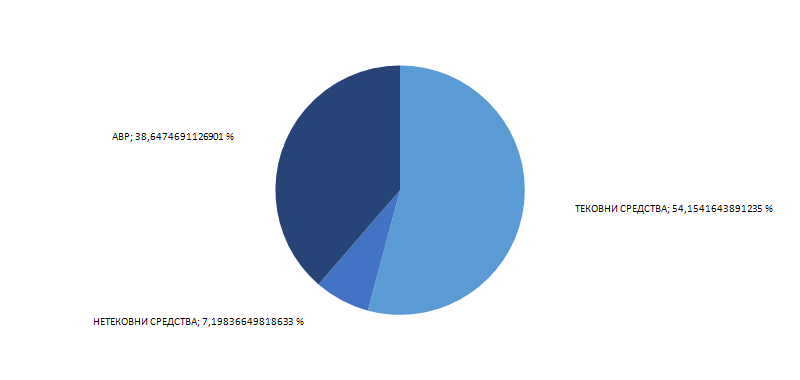 АВР; 38,6474691126901 %
ТЕКОВНИ СРЕДСТВА; 54,1541643891235 %
НЕТЕКОВНИ СРЕДСТВА; 7,19836649818633 %